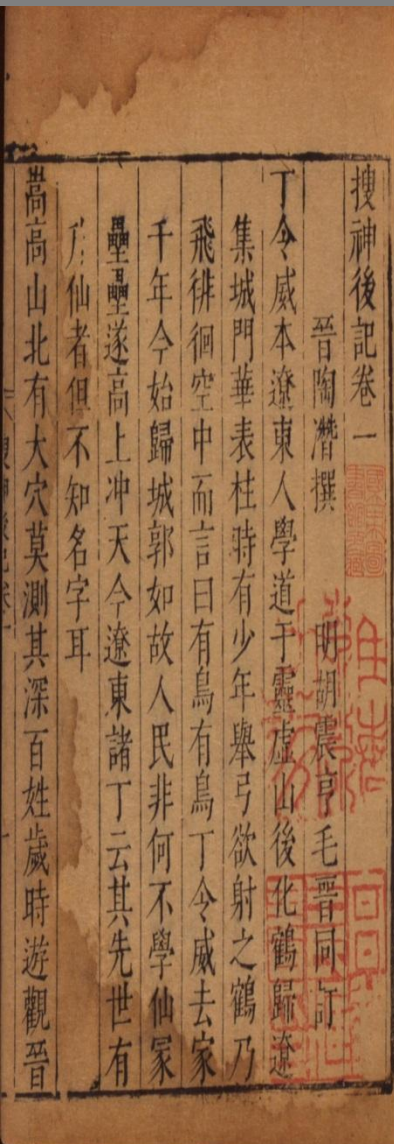 搜神後記卷一
晉陶潛撰 明胡震亨毛晉同訂
丁令威本遼東人學道于靈虛山後化鶴歸遼
集城門華表柱時有少年舉弓欲射之鶴乃
飛徘徊空中而言曰有鳥有鳥丁令威去家
千年今始歸城郭如故人民非何不學仙冢
壘壘遂高上冲天今遼東諸丁云其先世有
仙者但不知名字耳
嵩高山北有大穴莫測其深百姓歲時遊觀晉